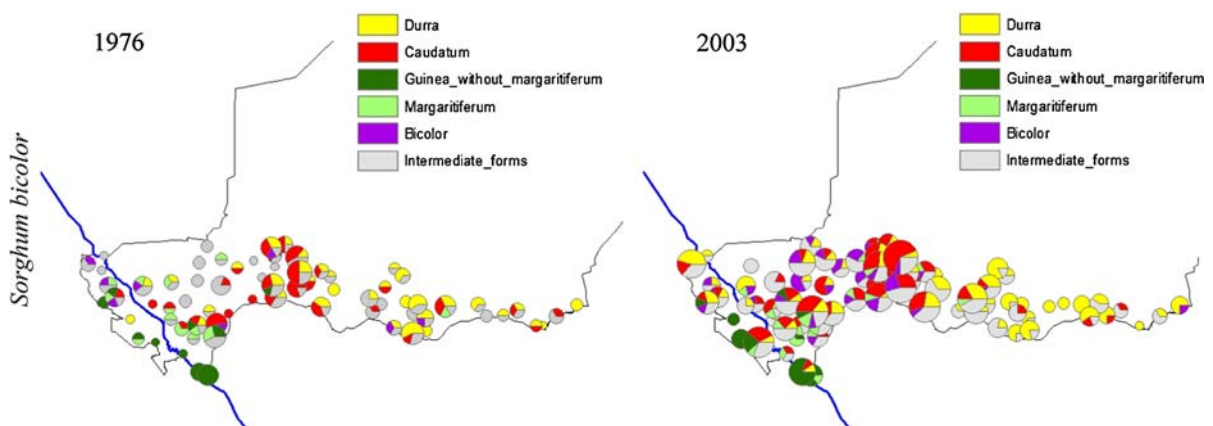 Sorghum bicolor
1976
Durra
Caudatum
Guinea_without_margaritiferum
Margaritiferum
Bicolor
Intermediate_forms
2003
Durra
Caudatum
Guinea_without_margaritiferum
Margaritiferum
Bicolor
Intermediate_forms